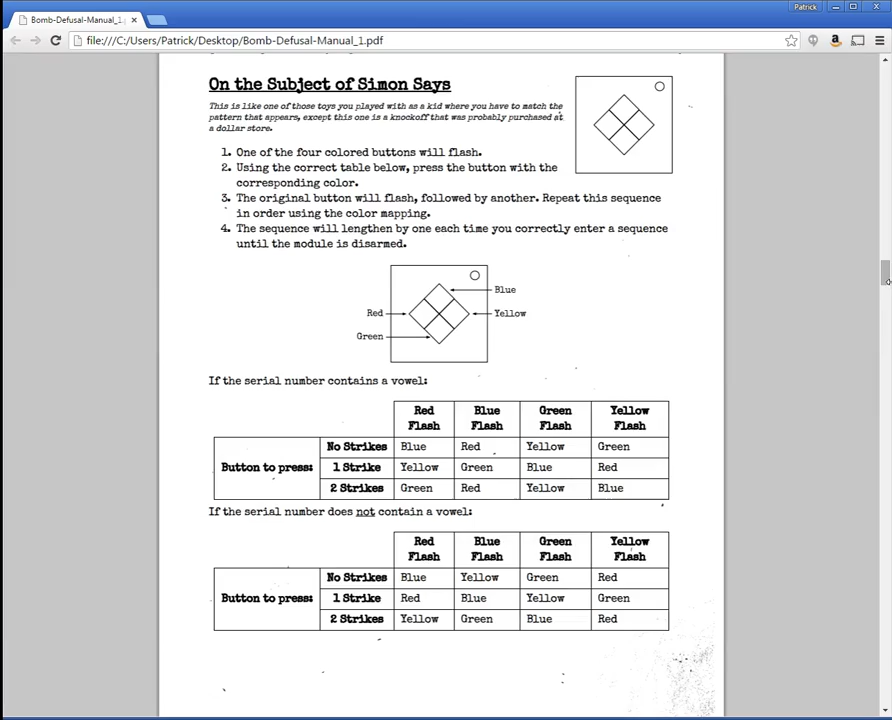 Patrick
Bomb-Defusal-Manual_1.p
file:///C:/Users/Patrick/Desktop/Bomb-Defusal-Manual_1.pdf
On the Subject of Simon Says
This is like one of those toys you played with as a kid where you have to match the
pattern that appears, except this one is a knockoff that was probably purchased at
a dollar store.
1. One of the four colored buttons will flash.
2. Using the correct table below, press the button with the
corresponding color.
3. The original button will flash, followed by another. Repeat this sequence
in order using the color mapping.
4. The sequence will lengthen by one each time you correctly enter a sequence
until the module is disarmed.
Blue
Red Yellow
Green
If the serial number contains a vowel:
Red Blue Green Yellow
Flash Flash Flash Flash
No Strikes Blue Red Yellow Green
Button to press: 1 Strike Yellow Green Blue Red
2 Strikes Green Red Yellow Blue
If the serial number does not contain a vowel:
Red Blue Green Yellow
Flash Flash Flash Flash
No Strikes Blue Yellow Green Red
Button to press: 1 Strike Red Blue Yellow Green
2 Strikes Yellow Green Blue Red